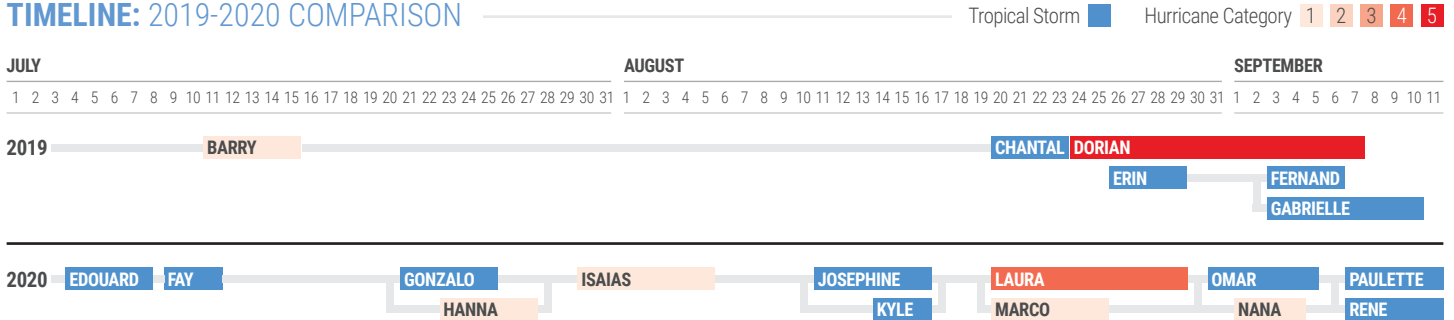 TIMELINE: 2019-2020 COMPARISON Tropical Storm Hurricane Category 1 2 3 4 5
JULY AUGUST SEPTEMBER
1 2 3 4 5 6 7 8 9 10 11 12 13 14 15 16 17 18 19 20 21 22 23 24 25 26 27 28 29 30 31 1 2 3 4 5 6 7 8 9 10 11 12 13 14 15 16 17 18 19 20 21 22 23 24 25 26 27 28 29 30 31 1 2 3 4 5 6 7 8 9 10 11
2019 BARRY CHANTAL DORIAN
ERIN FERNAND
GABRIELLE
2020 EDOUARD FAY GONZALO ISAIAS JOSEPHINE LAURA OMAR PAULETTE
HANNA KYLE MARCO NANA RENE